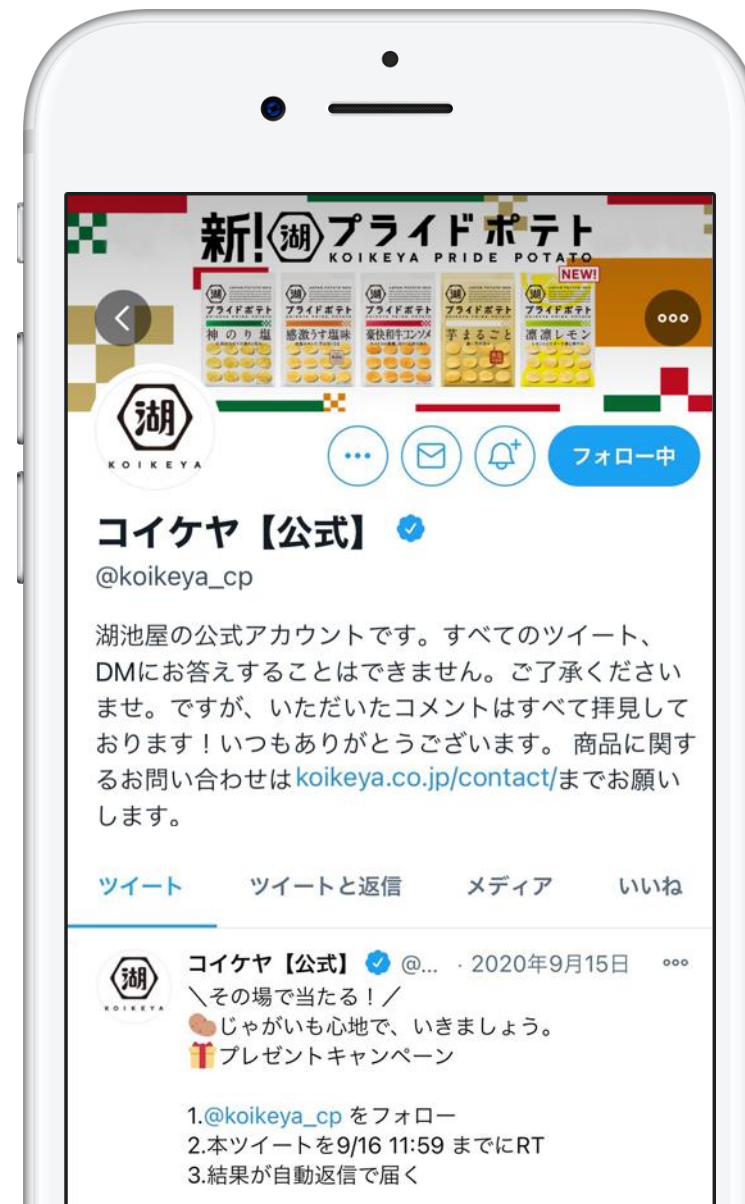 新!湖プライドポテト
KOIKEYA PRIDE POTATO
NEW!
プライドポテト プライドポテト プライドポテト プライドポテト プライドポテト
神のり塩 感激うす塩味 豪快和牛コンソメ 芋まるごと 凛凛レモン
湖
KOIKEYA
フォロー中
コイケヤ【公式】
@koikeya_cp
湖池屋の公式アカウントです。すべてのツイート、
DMにお答えすることはできません。ご了承ください
ませ。ですが、いただいたコメントはすべて拝見して
おります！いつもありがとうございます。 商品に関す
るお問い合わせはkoikeya.co.jp/contact/までお願い
します。
ツイート ツイートと返信 メディア いいね
湖
KOIKEYA
コイケヤ【公式】 @... · 2020年9月15日
＼その場で当たる！／
🥔じゃがいも心地で、いきましょう。
🎁プレゼントキャンペーン
1.@koikeya_cp をフォロー
2.本ツイートを9/16 11:59 までにRT
3.結果が自動返信で届く